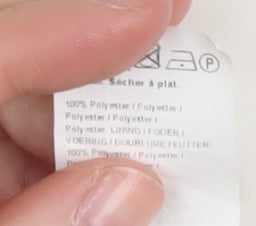 P
Sécher à plat.
100% Polyester / Polyester /
Polyester / Polyester /
Polyester. LINING / FODER /
VOERING / DOUBLURE / FUTTER:
100% Polyester / Polyester /